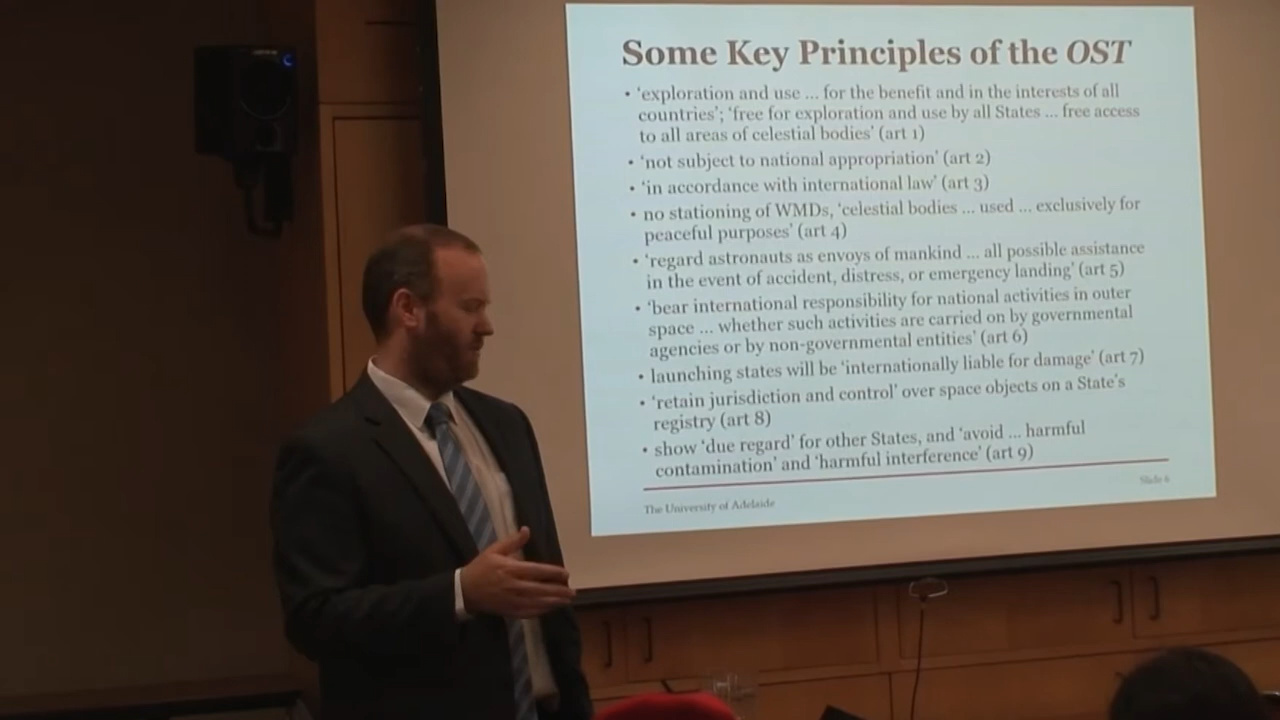 Some Key Principles of the OST
• ‘exploration and use ... for the benefit and in the interests of all
countries’; ‘free for exploration and use by all States ... free access
to all areas of celestial bodies’ (art 1)
• ‘not subject to national appropriation’ (art 2)
• ‘in accordance with international law’ (art 3)
• no stationing of WMDs, ‘celestial bodies ... used ... exclusively for
peaceful purposes’ (art 4)
• ‘regard astronauts as envoys of mankind ... all possible assistance
in the event of accident, distress, or emergency landing’ (art 5)
• ‘bear international responsibility for national activities in outer
space ... whether such activities are carried on by governmental
agencies or by non-governmental entities’ (art 6)
• launching states will be ‘internationally liable for damage’ (art 7)
• ‘retain jurisdiction and control’ over space objects on a State’s
registry (art 8)
• show ‘due regard’ for other States, and ‘avoid ... harmful
contamination’ and ‘harmful interference’ (art 9)
Slide 6
The University of Adelaide